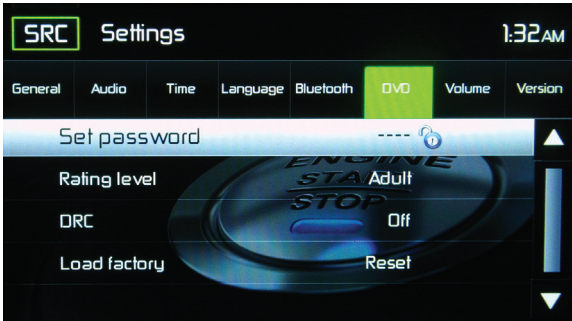 SRC Settings 1:32AM
General Audio Time Language Bluetooth DVD Volume Version
Set password ----
Rating level Adult
DRC Off
Load factory Reset
ENGINE
START
STOP